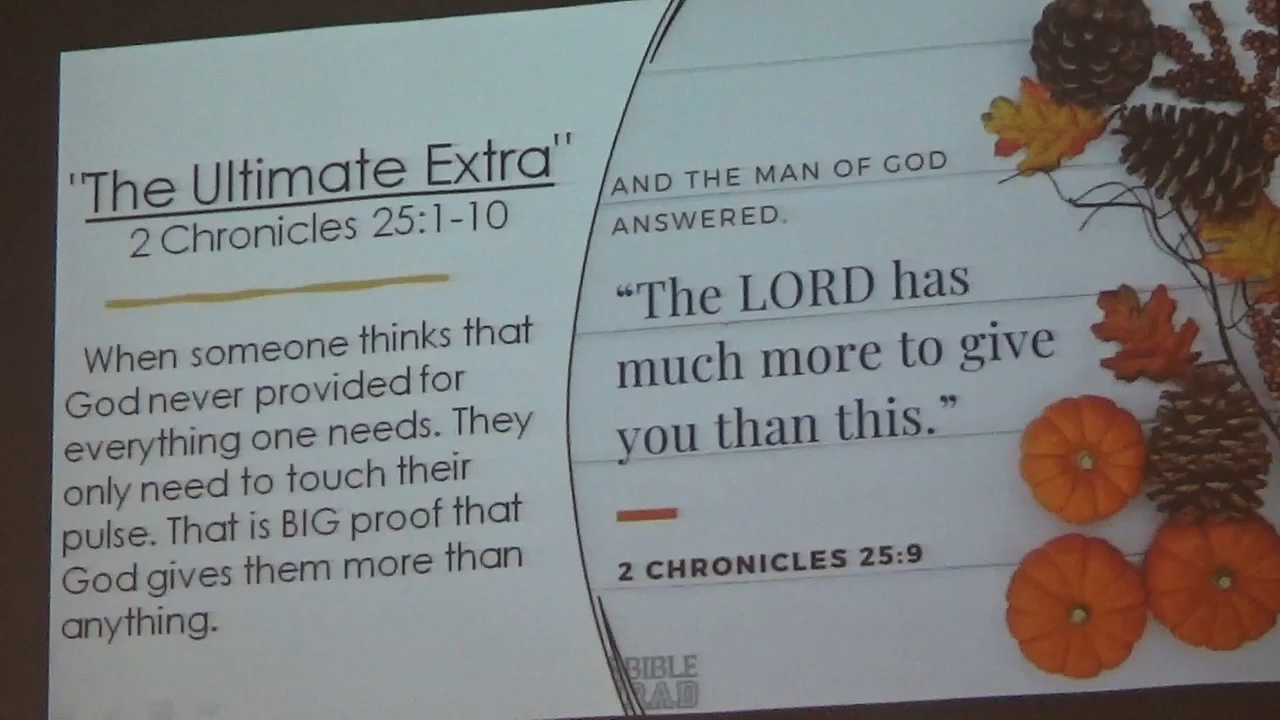 "The Ultimate Extra"
2 Chronicles 25:1-10
When someone thinks that
God never provided for
everything one needs. They
only need to touch their
pulse. That is BIG proof that
God gives them more than
anything.
AND THE MAN OF GOD
ANSWERED.
“The LORD has
much more to give
you than this.”
2 CHRONICLES 25:9
BIBLE